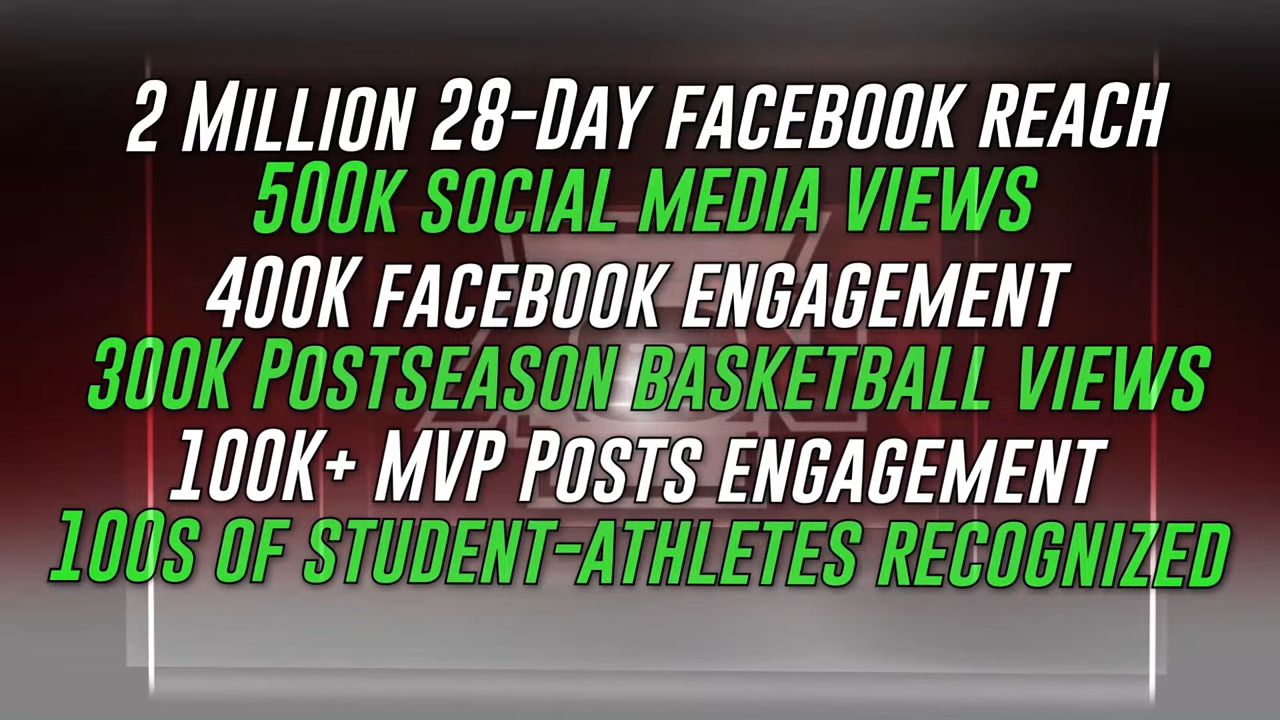 2 MILLION 28-DAY FACEBOOK REACH
500K SOCIAL MEDIA VIEWS
400K FACEBOOK ENGAGEMENT
300K POSTSEASON BASKETBALL VIEWS
100K+ MVP POSTS ENGAGEMENT
100S OF STUDENT-ATHLETES RECOGNIZED